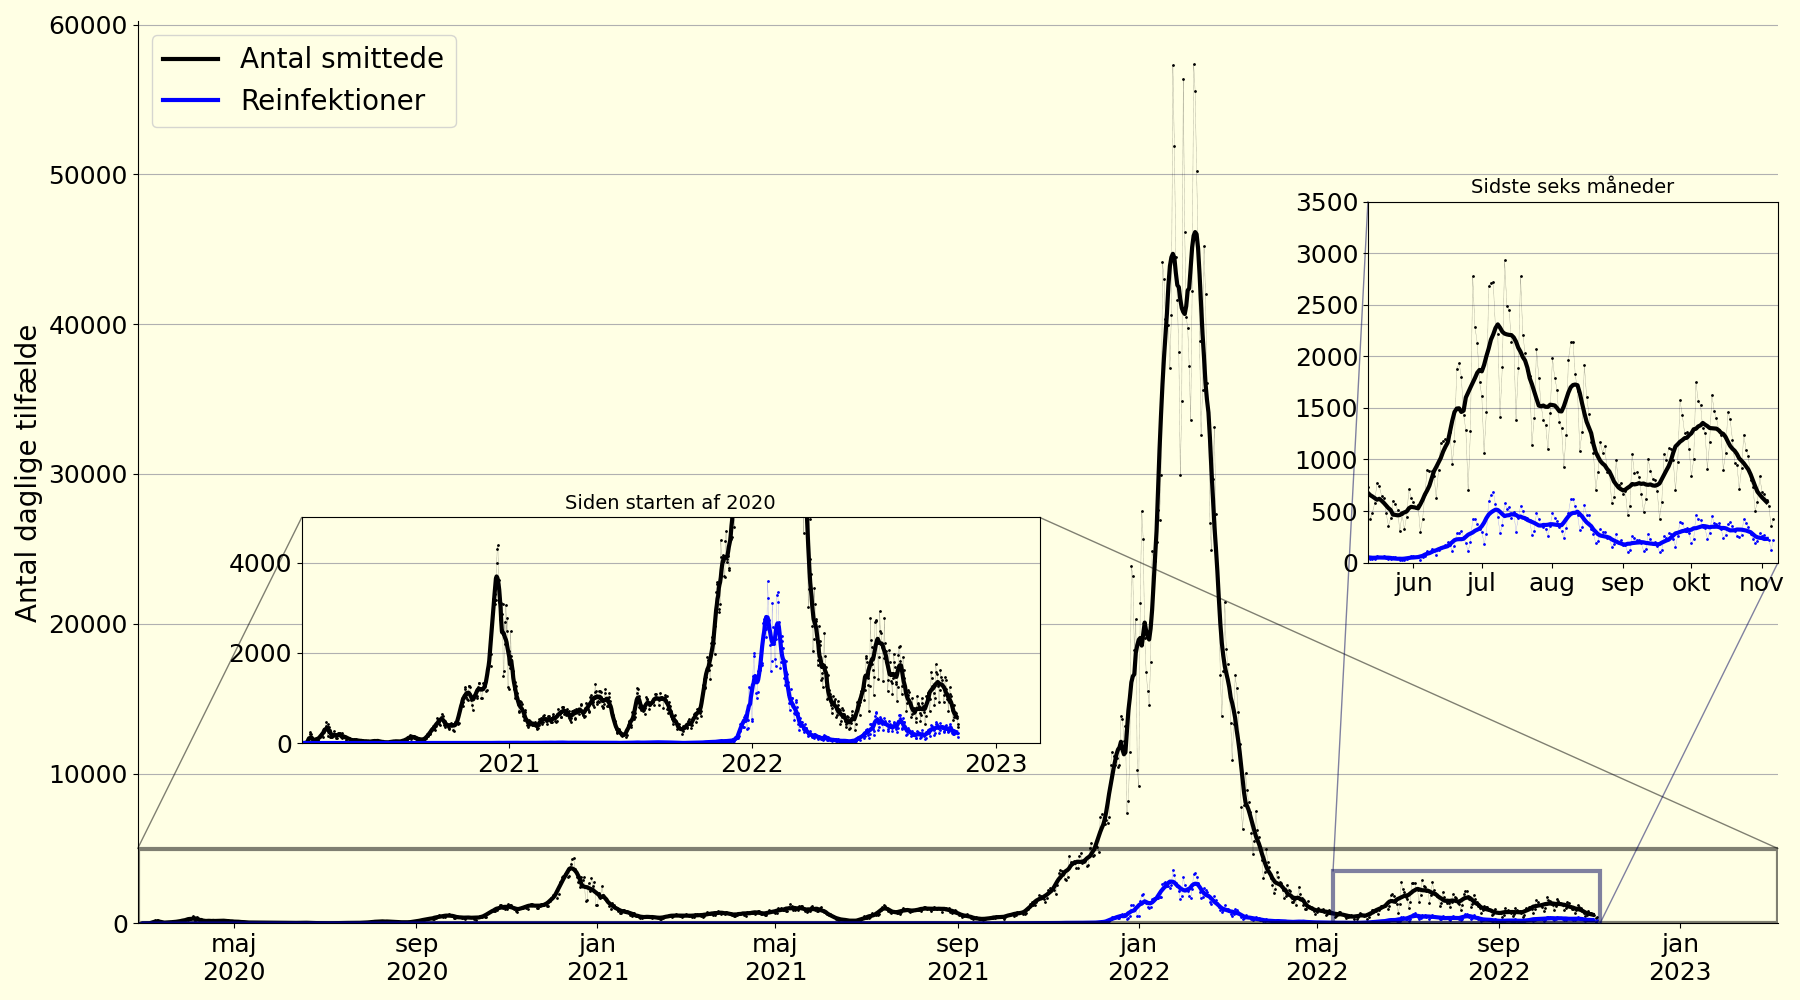 60000
50000
40000
30000
20000
10000
0
Antal daglige tilfælde
Antal smittede
Reinfektioner
Sidste seks måneder
3500
3000
2500
2000
1500
1000
500
0
jun jul aug sep okt nov
Siden starten af 2020
4000
2000
0
2021 2022 2023
maj sep jan maj sep jan maj sep jan
2020 2020 2021 2021 2021 2022 2022 2022 2023